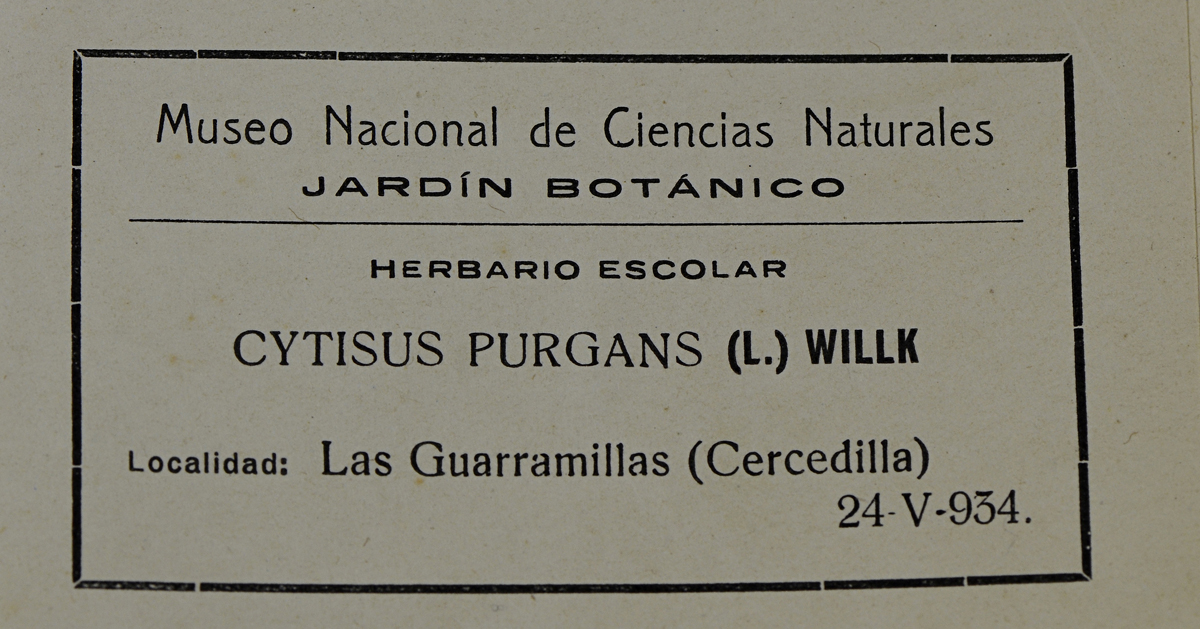 Museo Nacional de Ciencias Naturales
JARDÍN BOTÁNICO
HERBARIO ESCOLAR
CYTISUS PURGANS (L.) WILLK
Localidad: Las Guarramillas (Cercedilla)
24-V-934.